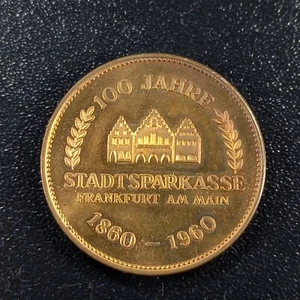 100 JAHRE
STADTSPARKASSE
FRANKFURT AM MAIN
1860 – 1960